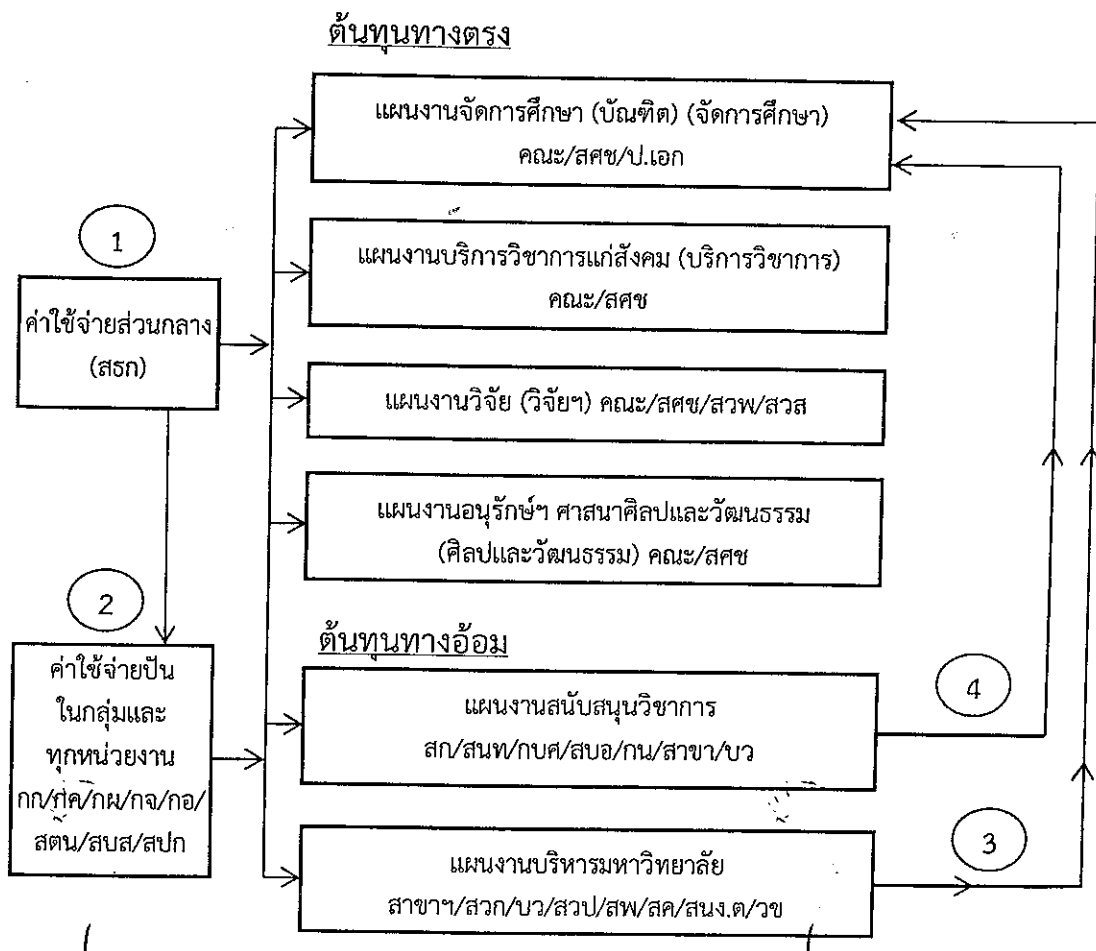 ต้นทุนทางตรง
แผนงานจัดการศึกษา (บัณฑิต) (จัดการศึกษา)
คณะ/สศช/ป.เอก
1
แผนงานบริการวิชาการแก่สังคม (บริการวิชาการ)
คณะ/สศช
ค่าใช้จ่ายส่วนกลาง
(สธก)
แผนงานวิจัย (วิจัยฯ) คณะ/สศช/สวพ/สวส
แผนงานอนุรักษ์ฯ ศาสนาศิลปและวัฒนธรรม
(ศิลปและวัฒนธรรม) คณะ/สศช
2
ค่าใช้จ่ายปัน
ในกลุ่มและ
ทุกหน่วยงาน
กก/กค/กผ/กจ/กอ/
สตน/สบส/สปก
ต้นทุนทางอ้อม
แผนงานสนับสนุนวิชาการ
สก/สนท/กบศ/สบอ/กน/สาขา/บว
4
แผนงานบริหารมหาวิทยาลัย
สาขาฯ/สวก/บว/สวป/สพ/สค/สนง.ต/วข
3